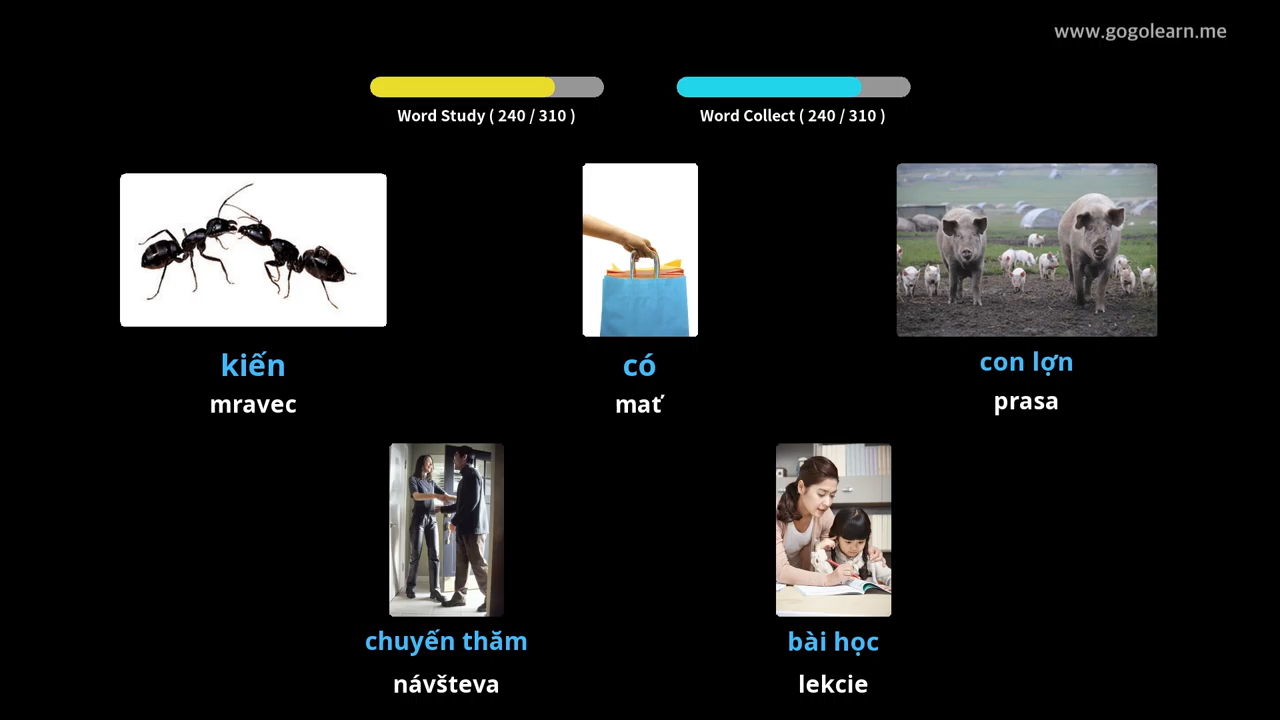 www.gogolearn.me
Word Study ( 240 / 310 )
Word Collect ( 240 / 310 )
kiến
mravec
có
mať
con lợn
prasa
chuyến thăm
návšteva
bài học
lekcie